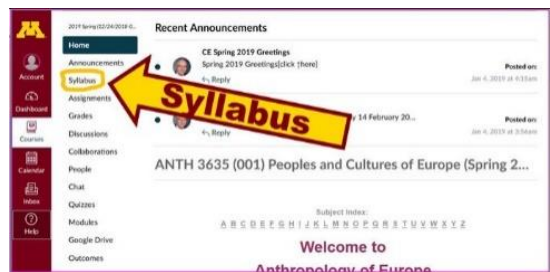 2019 Spring (12/24/2018-0...
Home
Announcements
Syllabus
Assignments
Grades
Discussions
Collaborations
People
Chat
Quizzes
Modules
Google Drive
Outcomes
Account
Dashboard
Courses
Calendar
Inbox
Help
Recent Announcements
CE Spring 2019 Greetings
Spring 2019 Greetings[click here]
Reply
Posted on:
Jan 4, 2019 at 4:10am
Syllabus
y 14 February 20...
Reply
Posted on:
Jan 4, 2019 at 3:56am
ANTH 3635 (001) Peoples and Cultures of Europe (Spring 2...
Subject Index:
A B C D E F G H I J K L M N O P Q R S T U V W X Y Z
Welcome to
Anthropology of Europe